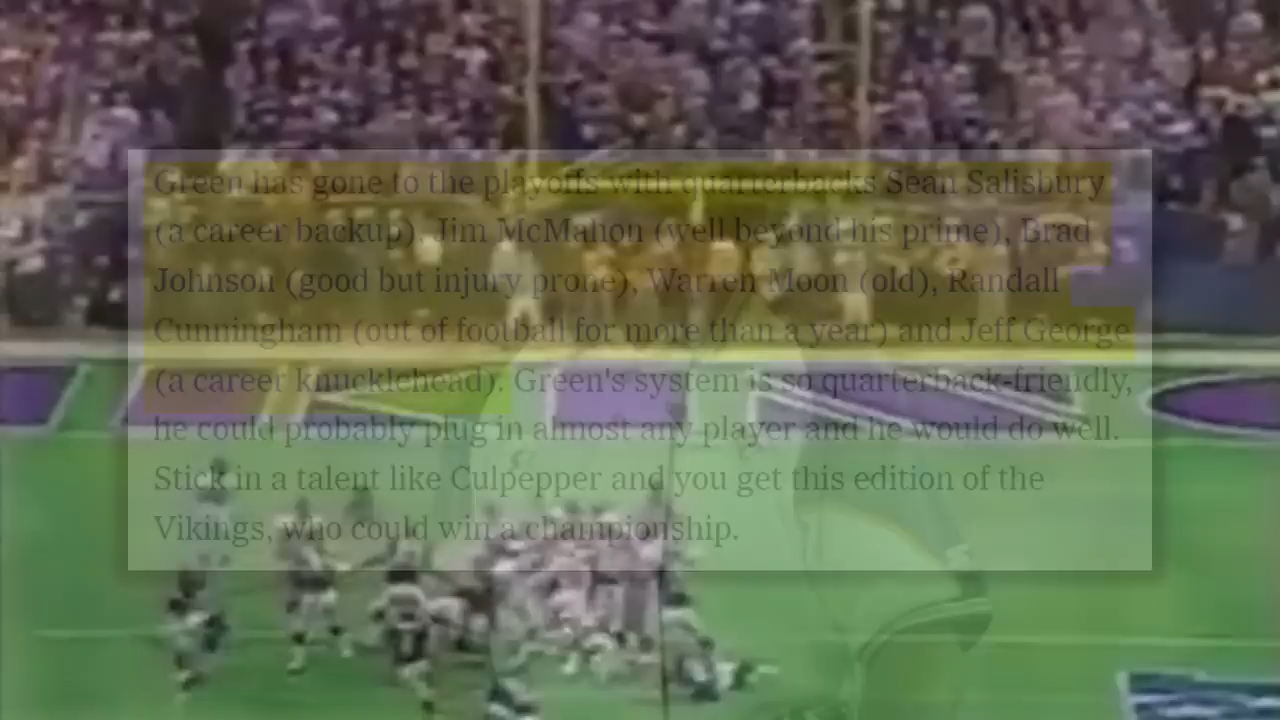 Green has gone to the playoffs with quarterbacks Sean Salisbury
(a career backup), Jim McMahon (well beyond his prime), Brad
Johnson (good but injury prone), Warren Moon (old), Randall
Cunningham (out of football for more than a year) and Jeff George
(a career knucklehead). Green's system is so quarterback-friendly,
he could probably plug in almost any player and he would do well.
Stick in a talent like Culpepper and you get this edition of the
Vikings, who could win a championship.